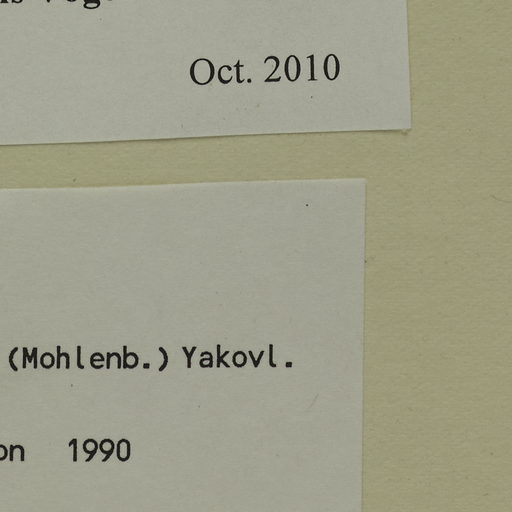 Oct. 2010
(Mohlenb.) Yakovl.
on 1990